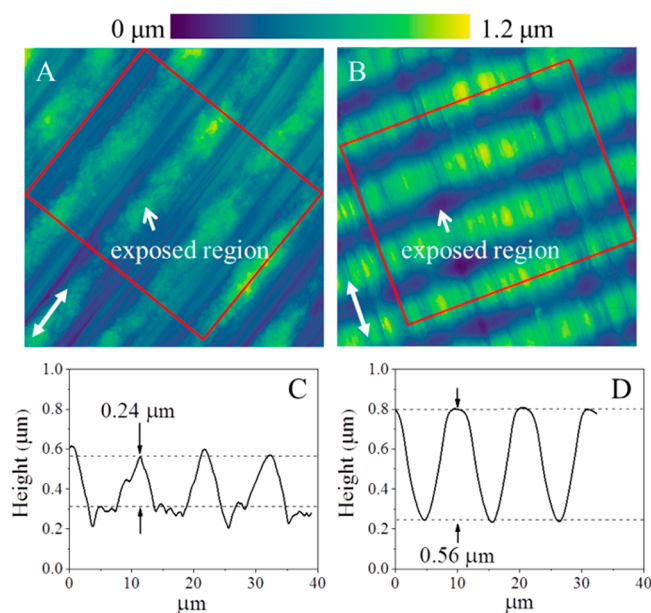 0 μm 1.2 μm
A B
exposed region exposed region
C D
1.0 1.0
0.8 0.8
0.6 0.6
0.4 0.4
0.2 0.2
0.0 0.0
Height (μm) Height (μm)
0.24 μm
0.56 μm
0 10 20 30 40 0 10 20 30 40
μm μm